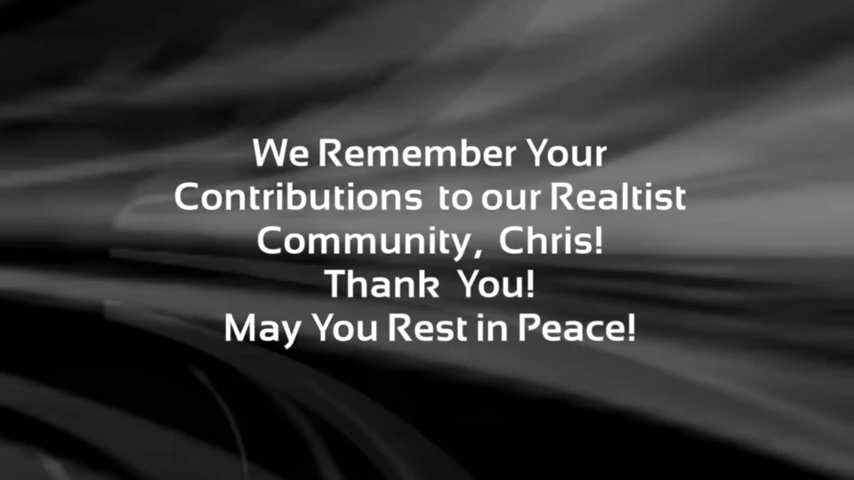 We Remember Your
Contributions to our Realtist
Community, Chris!
Thank You!
May You Rest in Peace!